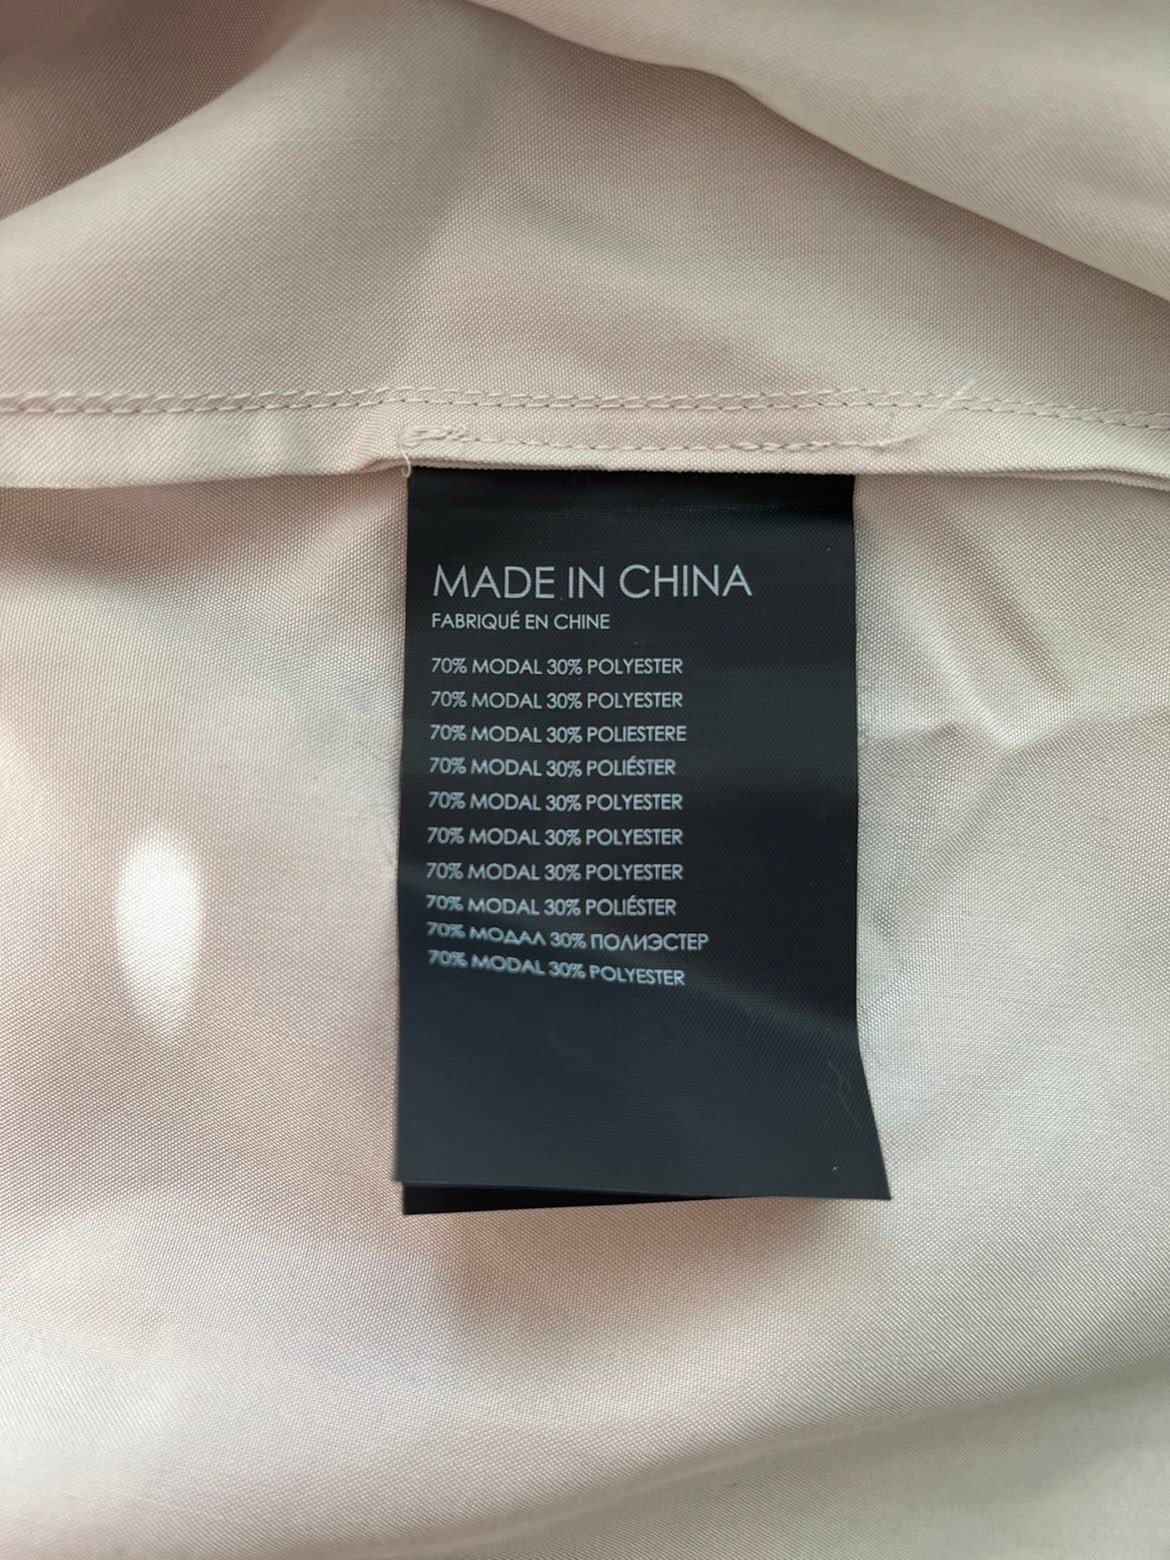 MADE IN CHINA
FABRIQUÉ EN CHINE
70% MODAL 30% POLYESTER
70% MODAL 30% POLYESTER
70% MODAL 30% POLIESTERE
70% MODAL 30% POLIÉSTER
70% MODAL 30% POLYESTER
70% MODAL 30% POLYESTER
70% MODAL 30% POLYESTER
70% MODAL 30% POLIÉSTER
70% МОДАЛ 30% ПОЛИЭСТЕР
70% MODAL 30% POLYESTER